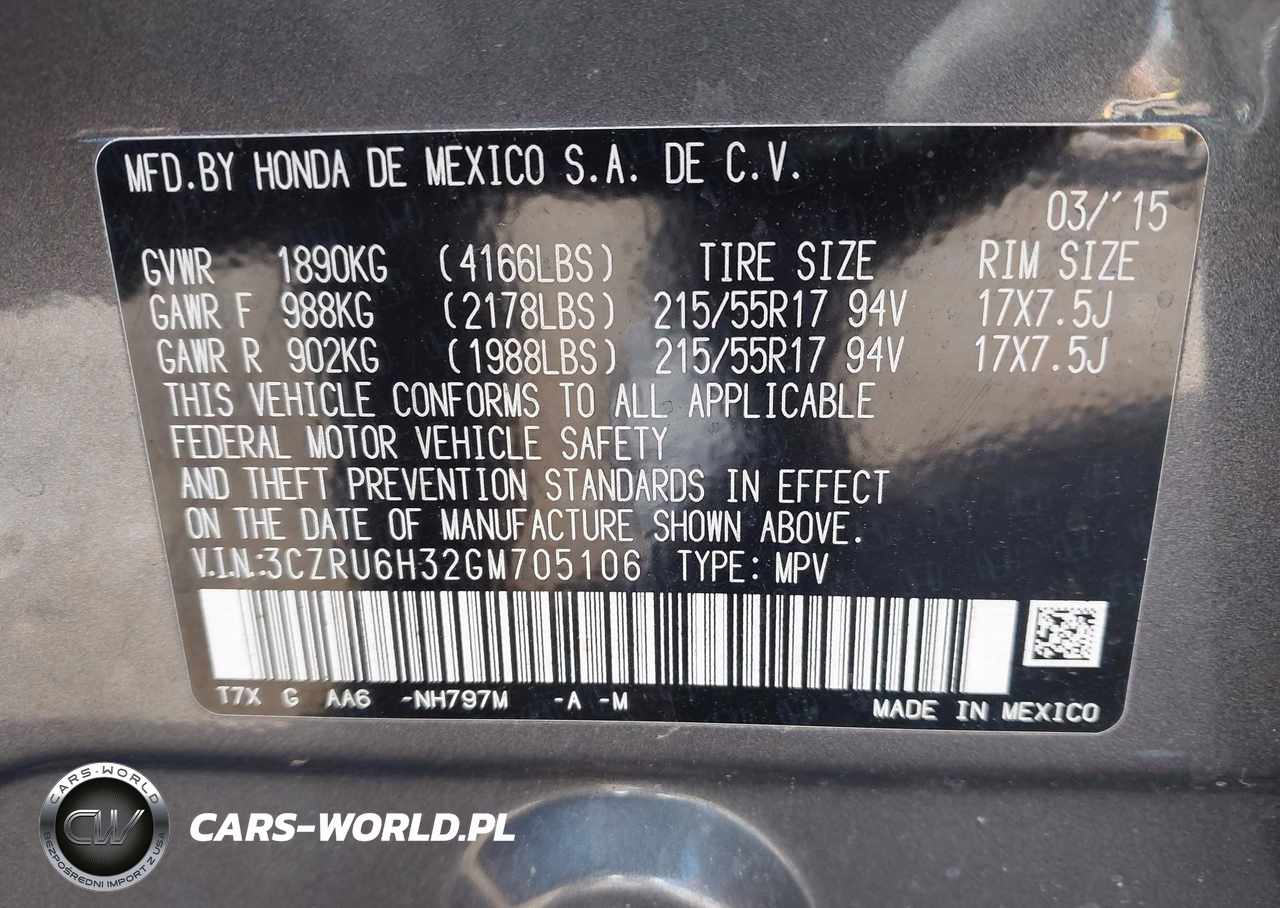 MFD.BY HONDA DE MEXICO S.A. DE C.V.
03/'15
GVWR 1890KG (4166LBS) TIRE SIZE RIM SIZE
GAWR F 988KG (2178LBS) 215/55R17 94V 17X7.5J
GAWR R 902KG (1988LBS) 215/55R17 94V 17X7.5J
THIS VEHICLE CONFORMS TO ALL APPLICABLE
FEDERAL MOTOR VEHICLE SAFETY
AND THEFT PREVENTION STANDARDS IN EFFECT
ON THE DATE OF MANUFACTURE SHOWN ABOVE.
V.I.N.:3CZRU6H32GM705106 TYPE: MPV
T7X G AA6 -NH797M -A -M MADE IN MEXICO
CARS-WORLD
CW
BEZPOŚREDNI IMPORT Z USA
CARS-WORLD.PL